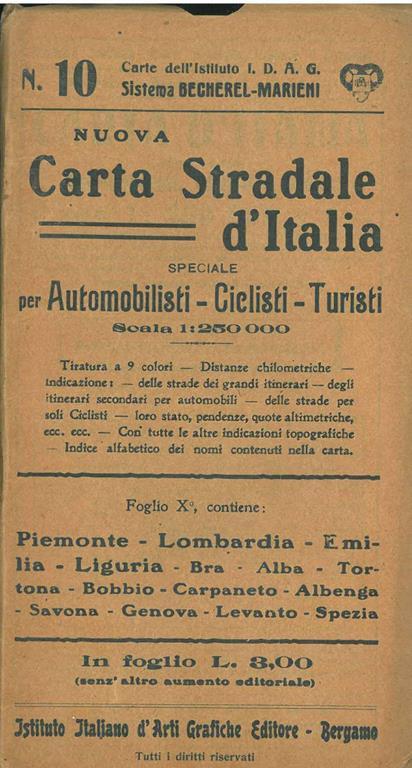 N. 10
Carte dell'Istituto I. D. A. G.
Sistema BECHEREL-MARIENI
NUOVA
Carta Stradale
d'Italia
SPECIALE
per Automobilisti - Ciclisti - Turisti
Scala 1:250 000
Tiratura a 9 colori — Distanze chilometriche —
Indicazione: — delle strade dei grandi itinerari — degli
itinerari secondari per automobili — delle strade per
soli Ciclisti — loro stato, pendenze, quote altimetriche,
ecc. ecc. — Con tutte le altre indicazioni topografiche
— Indice alfabetico dei nomi contenuti nella carta.
Foglio X°, contiene:
Piemonte - Lombardia - Emi-
lia - Liguria - Bra - Alba - Tor-
tona - Bobbio - Carpaneto - Albenga
- Savona - Genova - Levanto - Spezia
In foglio L. 3,00
(senz'altro aumento editoriale)
Istituto Italiano d'Arti Grafiche Editore - Bergamo
Tutti i diritti riservati